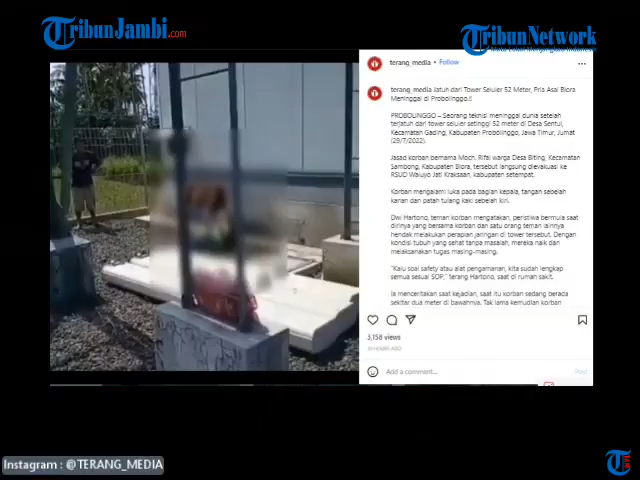 TribunJambi.com
Tribun Network
terang_media • Follow
terang_media Jatuh dari Tower Seluler 52 Meter, Pria Asal Blora
Meninggal di Probolinggo.!!
PROBOLINGGO – Seorang teknisi meninggal dunia setelah
terjatuh dari tower seluler setinggi 52 meter di Desa Sentul,
Kecamatan Gading, Kabupaten Probolinggo, Jawa Timur, Jumat
(29/7/2022).
Jasad korban bernama Moch. Rifai warga Desa Biting, Kecamatan
Sambong, Kabupaten Blora, tersebut langsung dievakuasi ke
RSUD Waluyo Jati Kraksaan, kabupaten setempat.
Korban mengalami luka pada bagian kepala, tangan sebelah
kanan dan patah tulang kaki sebelah kiri.
Dwi Hartono, teman korban mengatakan, peristiwa bermula saat
dirinya yang bersama korban dan satu orang teman lainnya
hendak melakukan perapian jaringan di tower tersebut. Dengan
kondisi tubuh yang sehat tanpa masalah, mereka naik dan
melaksanakan tugas masing-masing.
"Kalu soal safety atau alat pengamanan, kita sudah lengkap
semua sesuai SOP," terang Hartono, saat di rumah sakit.
Ia menceritakan saat kejadian, saat itu korban sedang berada
sekitar dua meter di bawahnya. Tak lama kemudian korban
3,158 views
HOURS AGO
Add a comment...
Post
Instagram : @TERANG_MEDIA